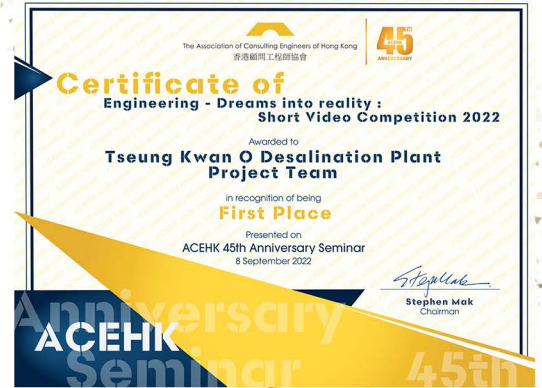 The Association of Consulting Engineers of Hong Kong
香港顧問工程師協會
45TH
ACEHK
ANNIVERSARY
Certificate of
Engineering - Dreams into reality :
Short Video Competition 2022
Awarded to
Tseung Kwan O Desalination Plant
Project Team
in recognition of being
First Place
Presented on
ACEHK 45th Anniversary Seminar
8 September 2022
Stephen Mak
Chairman
Anniversary
ACEHK
Seminar
45th